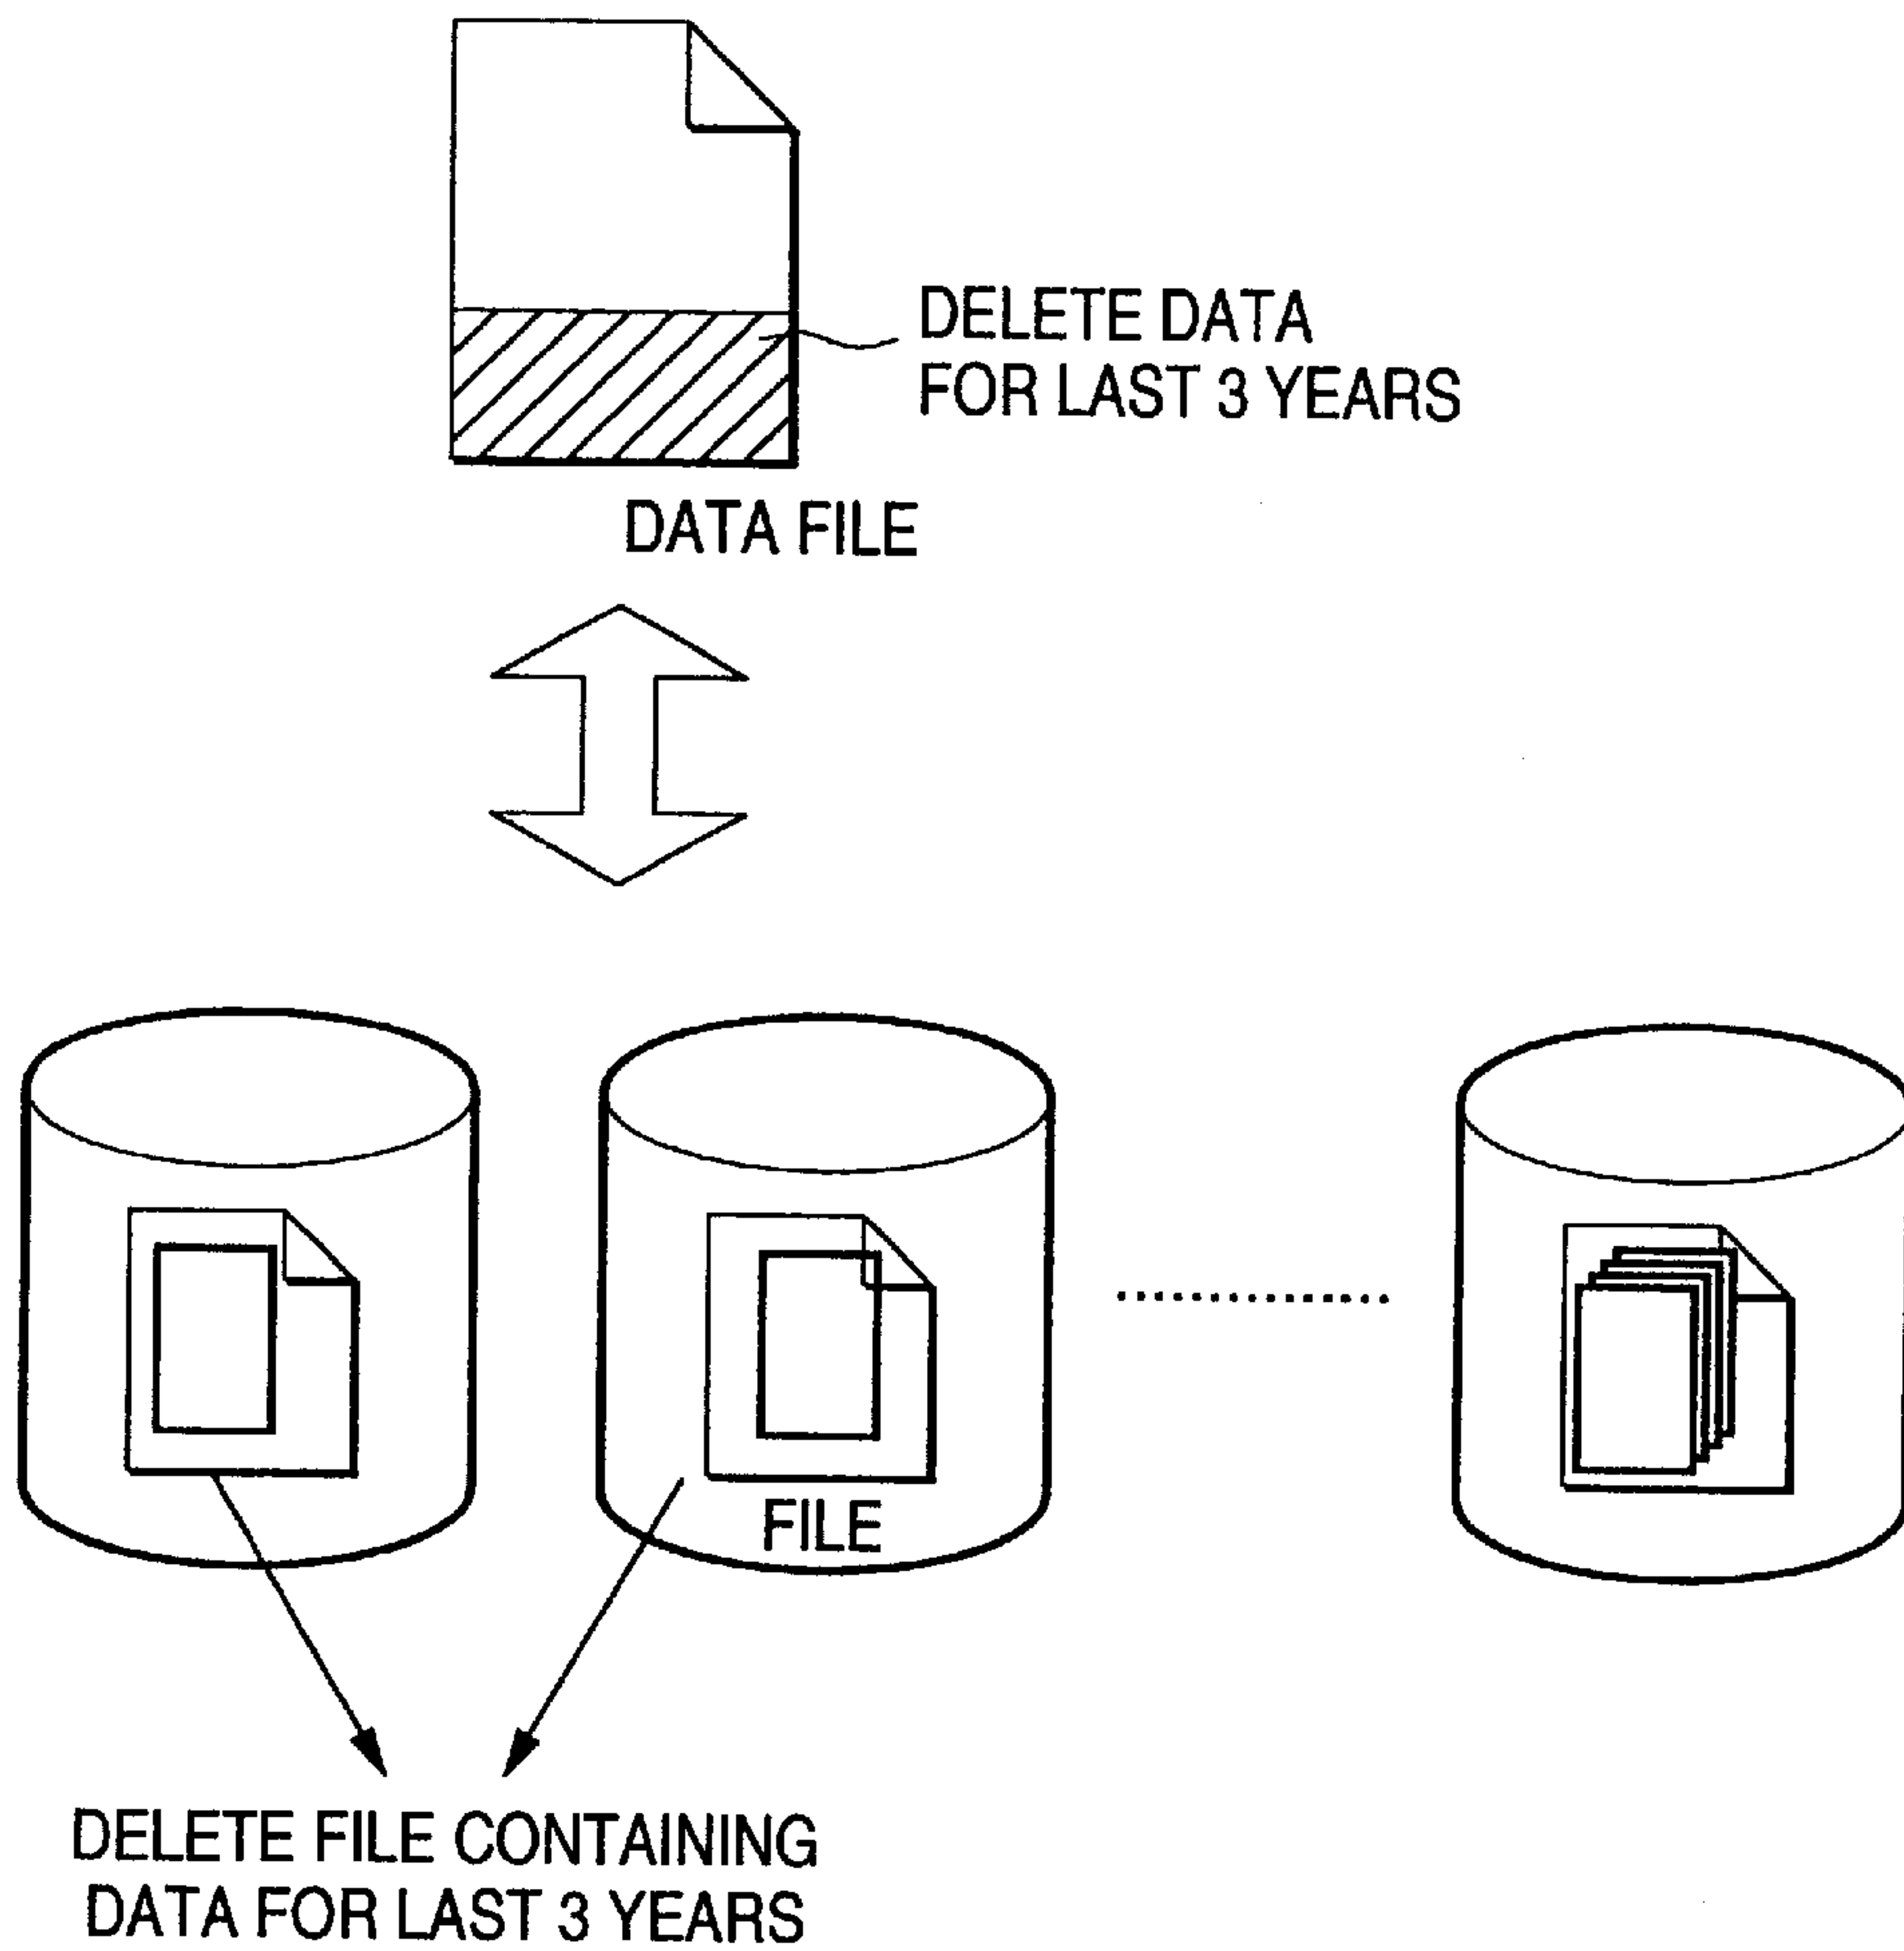 DELETE DATA
FOR LAST 3 YEARS
DATA FILE
FILE
DELETE FILE CONTAINING
DATA FOR LAST 3 YEARS